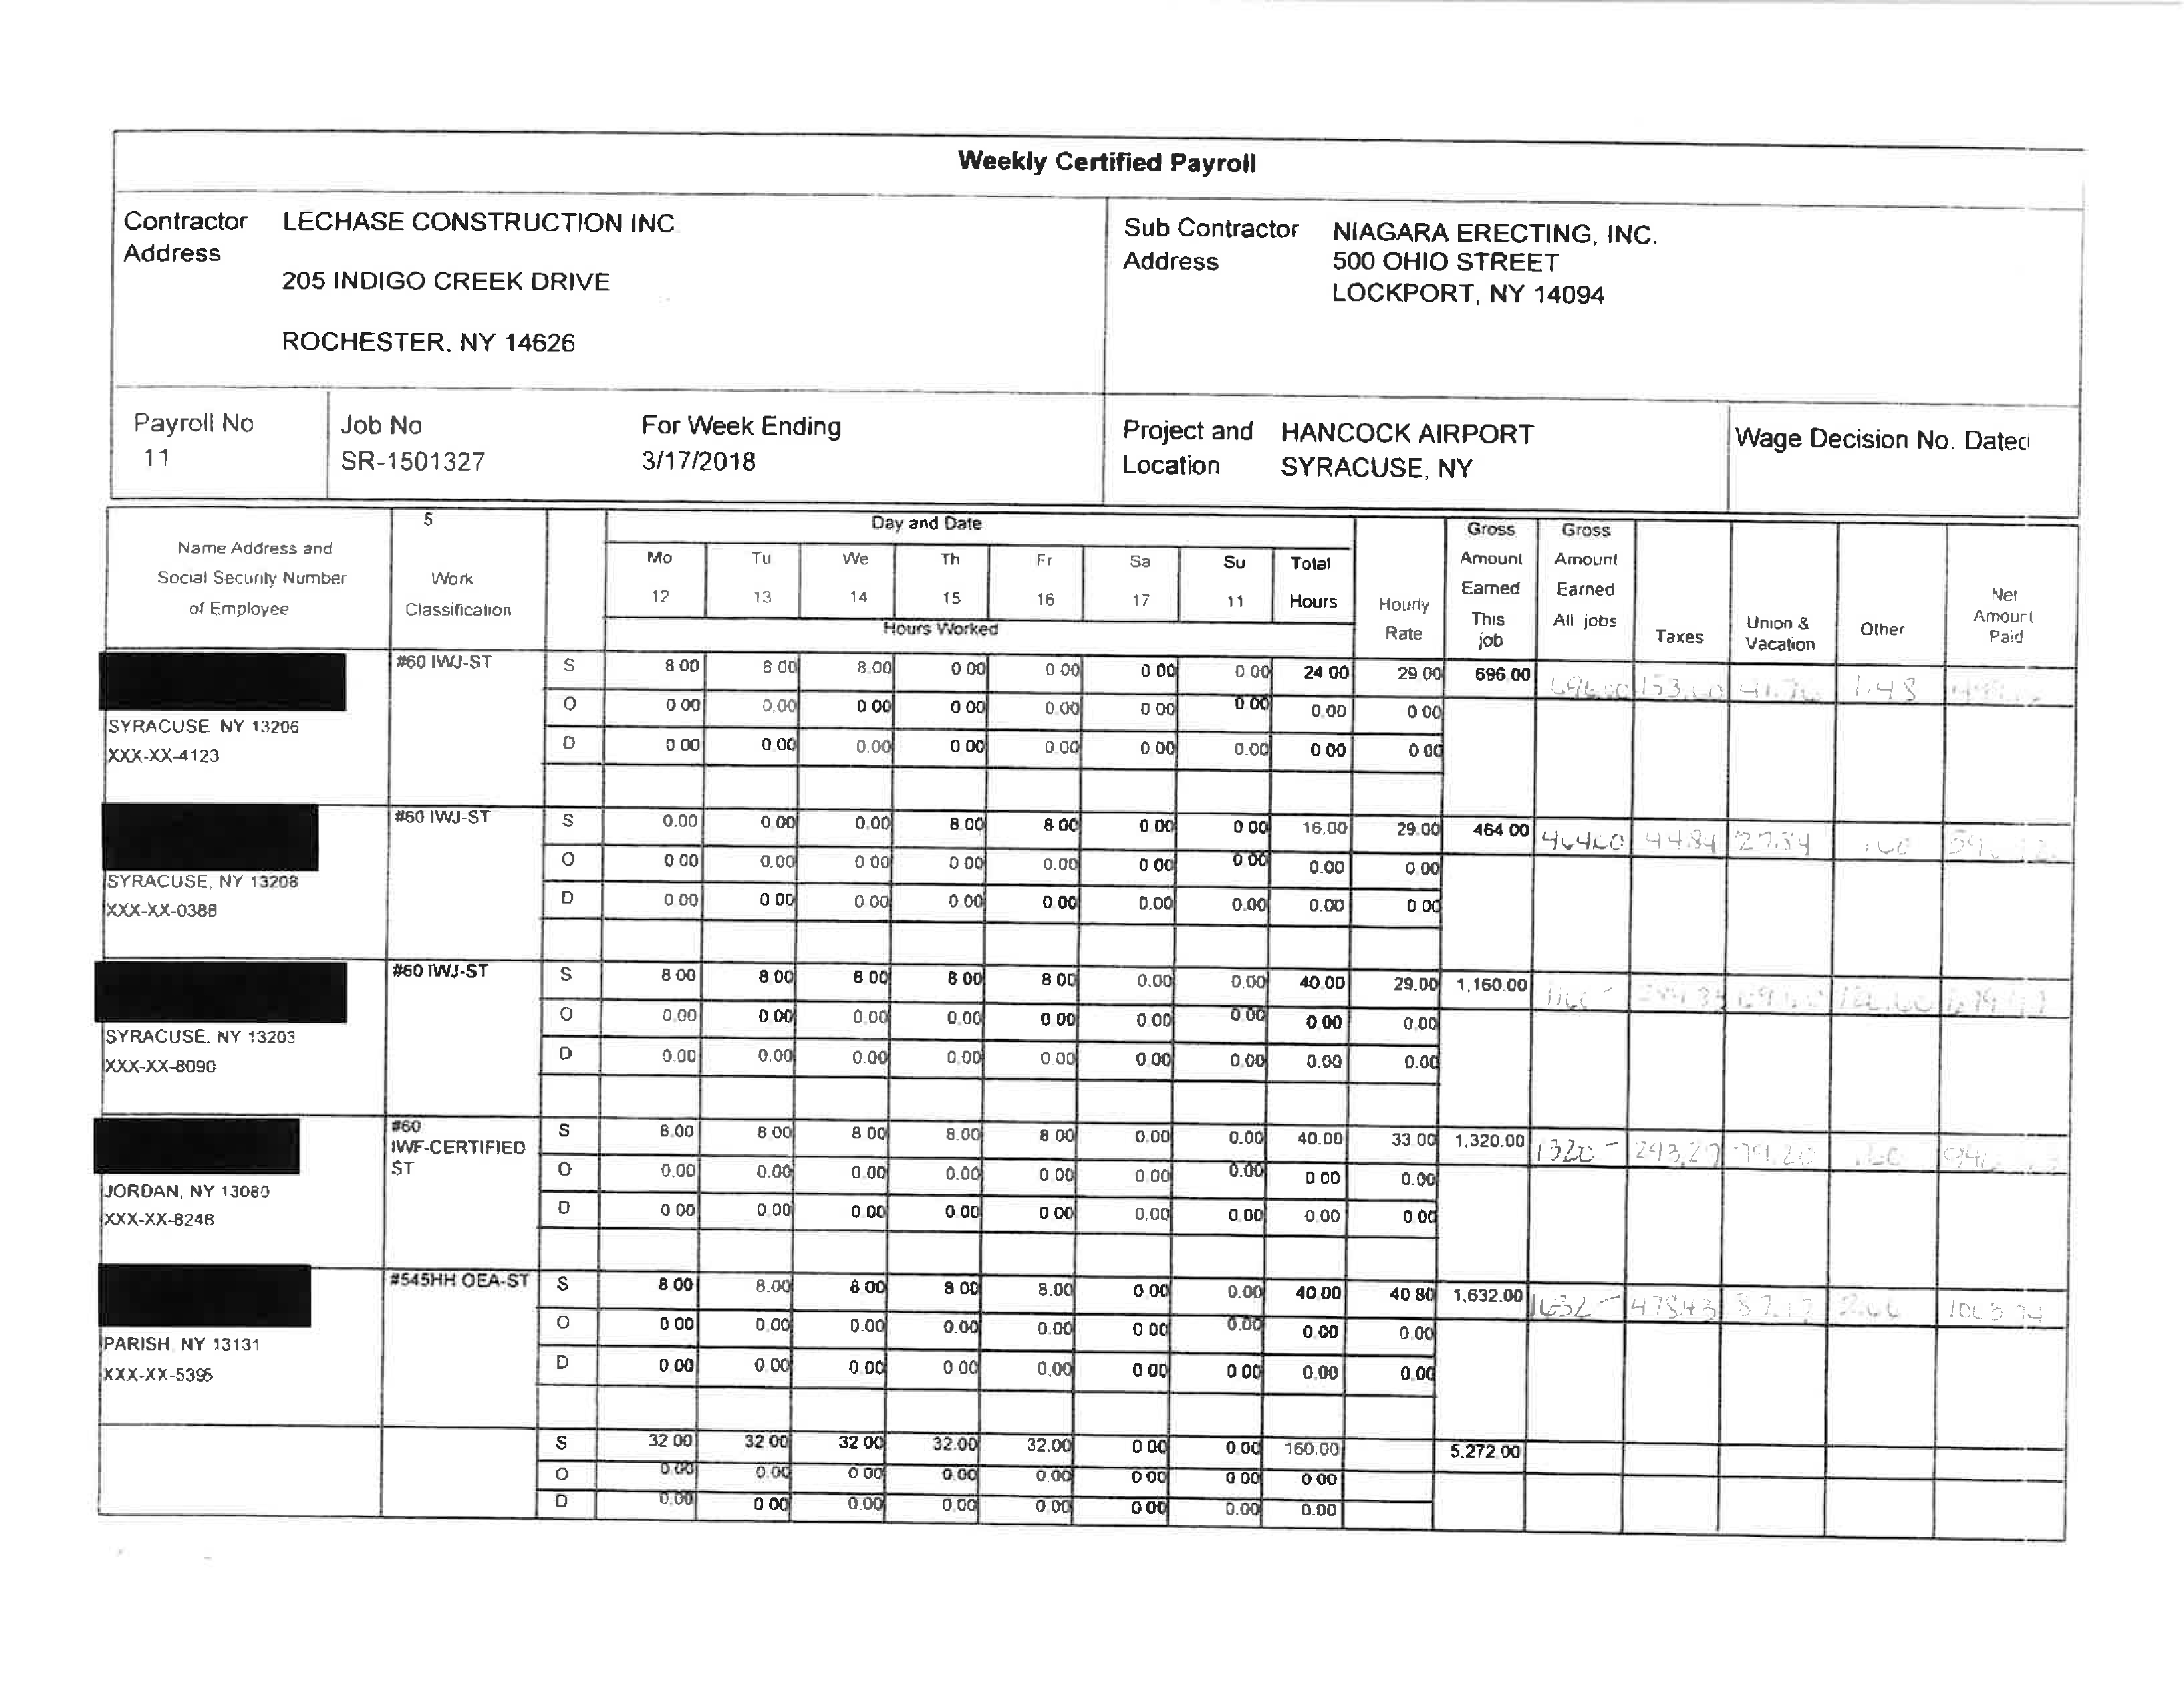 Weekly Certified Payroll
Contractor LECHASE CONSTRUCTION INC
Address
205 INDIGO CREEK DRIVE
ROCHESTER, NY 14626
Sub Contractor NIAGARA ERECTING, INC.
Address 500 OHIO STREET
LOCKPORT, NY 14094
Payroll No Job No For Week Ending
11 SR-1501327 3/17/2018
Project and HANCOCK AIRPORT
Location SYRACUSE, NY
Wage Decision No. Dated
Name Address and
Social Security Number
of Employee
5
Work
Classification
Day and Date
Mo Tu We Th Fr Sa Su Total
12 13 14 15 16 17 11 Hours
Hours Worked
Hourly
Rate
Gross
Amount
Earned
This
job
Gross
Amount
Earned
All jobs
Taxes
Union &
Vacation
Other
Net
Amount
Paid
#60 IWJ-ST S 8 00 8 00 8.00 0 00 0 00 0 00 0 00 24 00 29 00 696 00 1.48
O 0 00 0.00 0 00 0 00 0.00 0 00 0 00 0.00 0 00
SYRACUSE NY 13206
D 0 00 0 00 0.00 0 00 0 00 0 00 0.00 0 00 0 00
XXX-XX-4123
#60 IWJ-ST S 0.00 0 00 0.00 8 00 8 00 0 00 0 00 16.00 29.00 464 00 44.84 27.84
O 0 00 0.00 0 00 0 00 0.00 0 00 0 00 0.00 0 00
SYRACUSE, NY 13208
D 0 00 0 00 0 00 0 00 0 00 0.00 0.00 0.00 0 00
XXX-XX-0388
#60 IWJ-ST S 8 00 8 00 8 00 8 00 8 00 0.00 0.00 40.00 29.00 1,160.00
O 0.00 0 00 0.00 0.00 0 00 0.00 0 00 0 00 0.00
SYRACUSE. NY 13203
D 0.00 0.00 0.00 0.00 0 00 0 00 0.00 0.00 0.00
XXX-XX-8090
#60
IWF-CERTIFIED
ST
S 8.00 8 00 8 00 8.00 8 00 0.00 0.00 40.00 33 00 1,320.00 1320 - 243.29 79.20
O 0.00 0.00 0.00 0.00 0 00 0 00 0.00 0 00 0.00
JORDAN, NY 13080
D 0 00 0.00 0 00 0 00 0 00 0.00 0 00 0.00 0 00
XXX-XX-8248
#545HH OEA-ST S 8 00 8.00 8 00 8 00 8.00 0 00 0.00 40 00 40 80 1,632.00 1632 - 478.43 57.17 1063.74
O 0 00 0.00 0.00 0.00 0.00 0 00 0.00 0.00 0.00
PARISH NY 13131
D 0 00 0 00 0 00 0 00 0.00 0 00 0 00 0.00 0.00
XXX-XX-5395
S 32 00 32 00 32 00 32.00 32.00 0 00 0 00 160.00 5,272 00
O 0.00 0 00 0 00 0.00 0.00 0 00 0 00 0 00
D 0.00 0 00 0.00 0.00 0 00 0 00 0.00 0.00